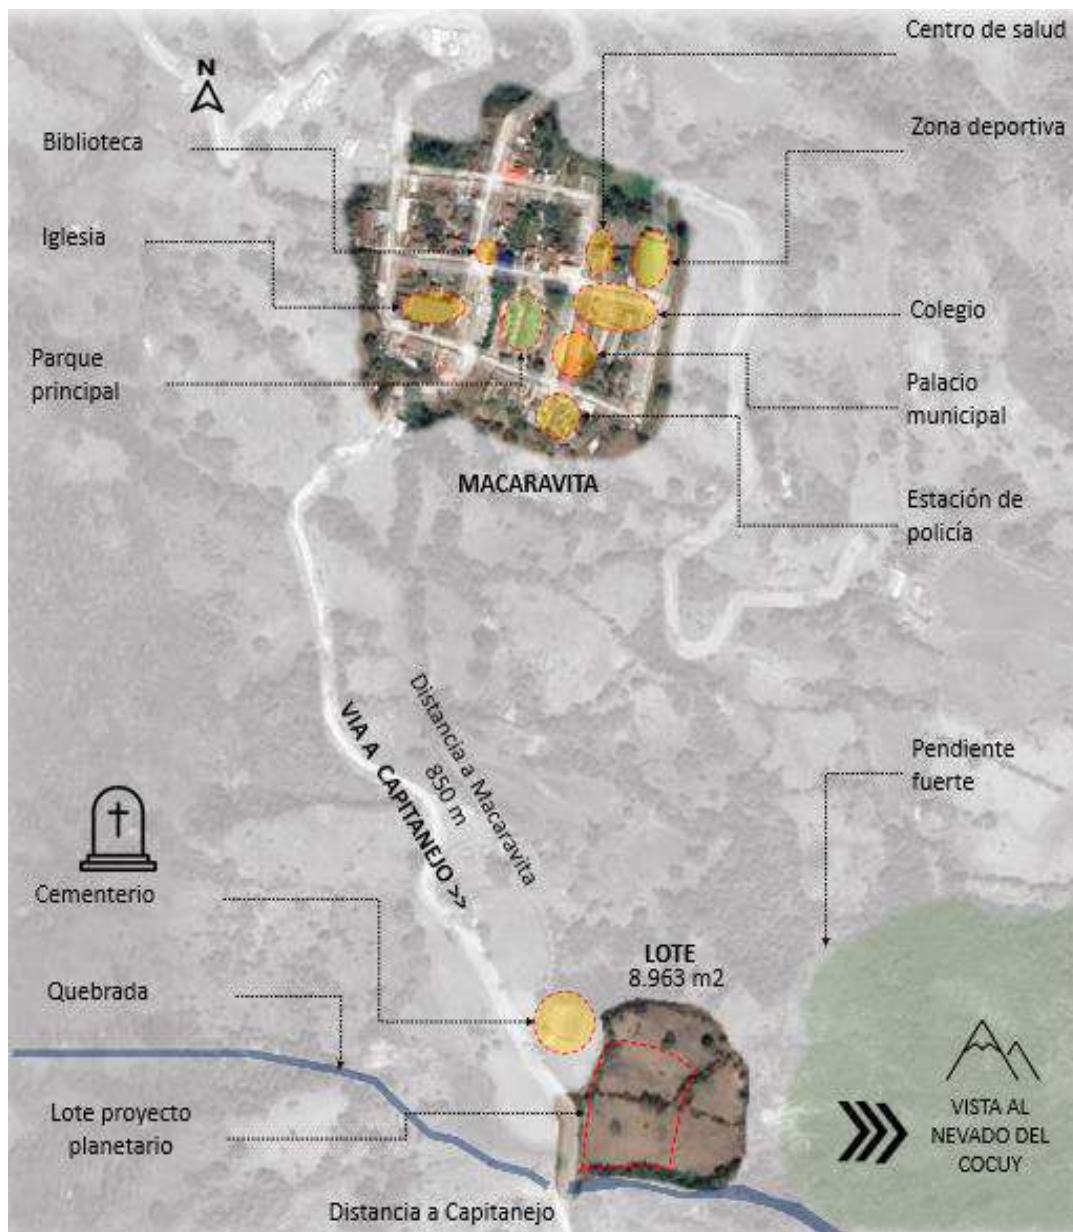 Centro de salud
N
Biblioteca
Zona deportiva
Iglesia
Colegio
Parque
principal
Palacio
municipal
MACARAVITA
Estación de
policía
Distancia a Macaravita
850 m
VIA A CAPITANEJO >>
Pendiente
fuerte
Cementerio
LOTE
8.963 m2
Quebrada
Lote proyecto
planetario
VISTA AL
NEVADO DEL
COCUY
Distancia a Capitanejo